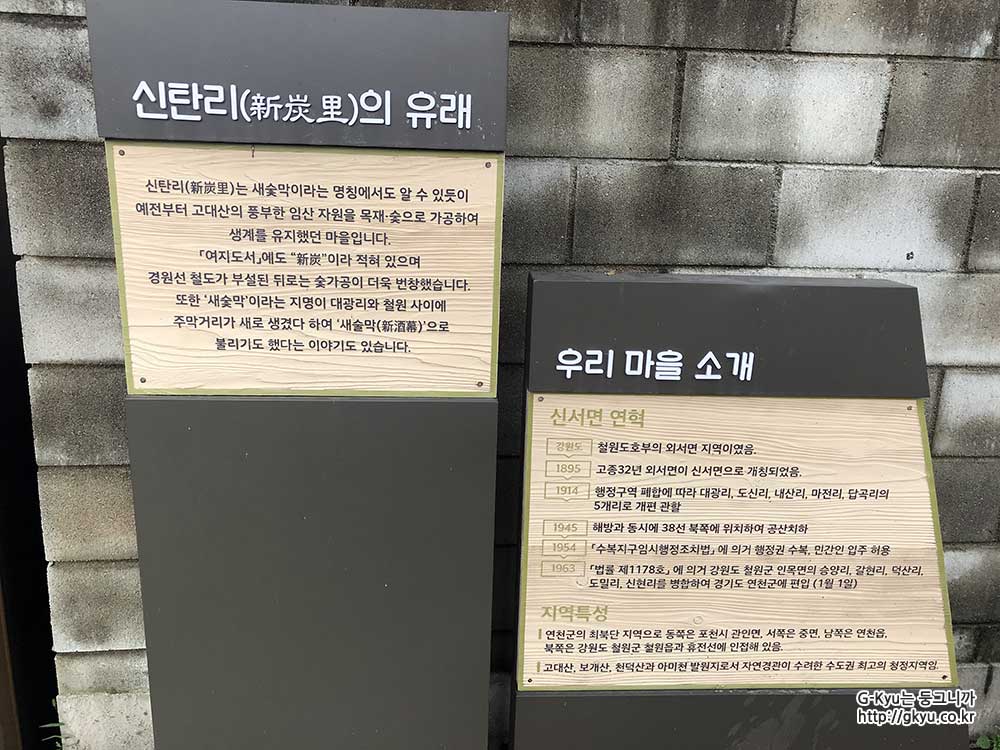 신탄리(新炭里)의 유래
신탄리(新炭里)는 새숯막이라는 명칭에서도 알 수 있듯이
예전부터 고대산의 풍부한 임산 자원을 목재·숯으로 가공하여
생계를 유지했던 마을입니다.
『여지도서』에도 “新炭”이라 적혀 있으며
경원선 철도가 부설된 뒤로는 숯가공이 더욱 번창했습니다.
또한 ‘새숯막’이라는 지명이 대광리와 철원 사이에
주막거리가 새로 생겼다 하여 ‘새술막(新酒幕)’으로
불리기도 했다는 이야기도 있습니다.
우리 마을 소개
신서면 연혁
강원도 철원도호부의 외서면 지역이였음.
1895 고종32년 외서면이 신서면으로 개칭되었음.
1914 행정구역 폐합에 따라 대광리, 도신리, 내산리, 마전리, 답곡리의
5개리로 개편 관할
1945 해방과 동시에 38선 북쪽에 위치하여 공산치하
1954 「수복지구임시행정조치법」 에 의거 행정권 수복, 민간인 입주 허용
1963 「법률 제1178호」 에 의거 강원도 철원군 인목면의 승양리, 갈현리, 덕산리,
도밀리, 신현리를 병합하여 경기도 연천군에 편입 (1월 1일)
지역특성
연천군의 최북단 지역으로 동쪽은 포천시 관인면, 서쪽은 중면, 남쪽은 연천읍,
북쪽은 강원도 철원군 철원읍과 휴전선에 인접해 있음.
고대산, 보개산, 천덕산과 아미천 발원지로서 자연경관이 수려한 수도권 최고의 청정지역임.
G-Kyu는 동그니까
http://gkyu.co.kr